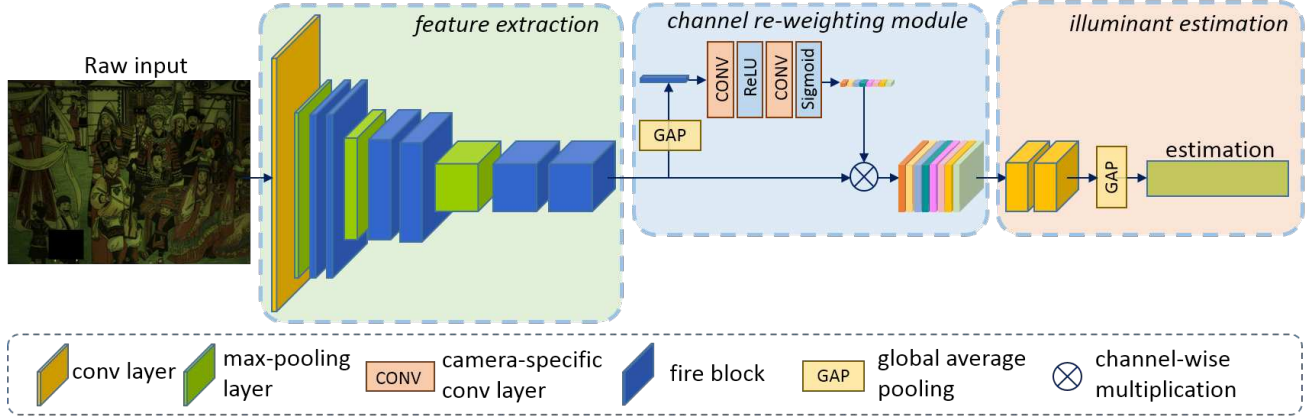 Raw input
feature extraction
channel re-weighting module
illuminant estimation
CONV
ReLU
CONV
Sigmoid
GAP
GAP
estimation
conv layer
max-pooling
layer
CONV
camera-specific
conv layer
fire block
GAP
global average
pooling
channel-wise
multiplication